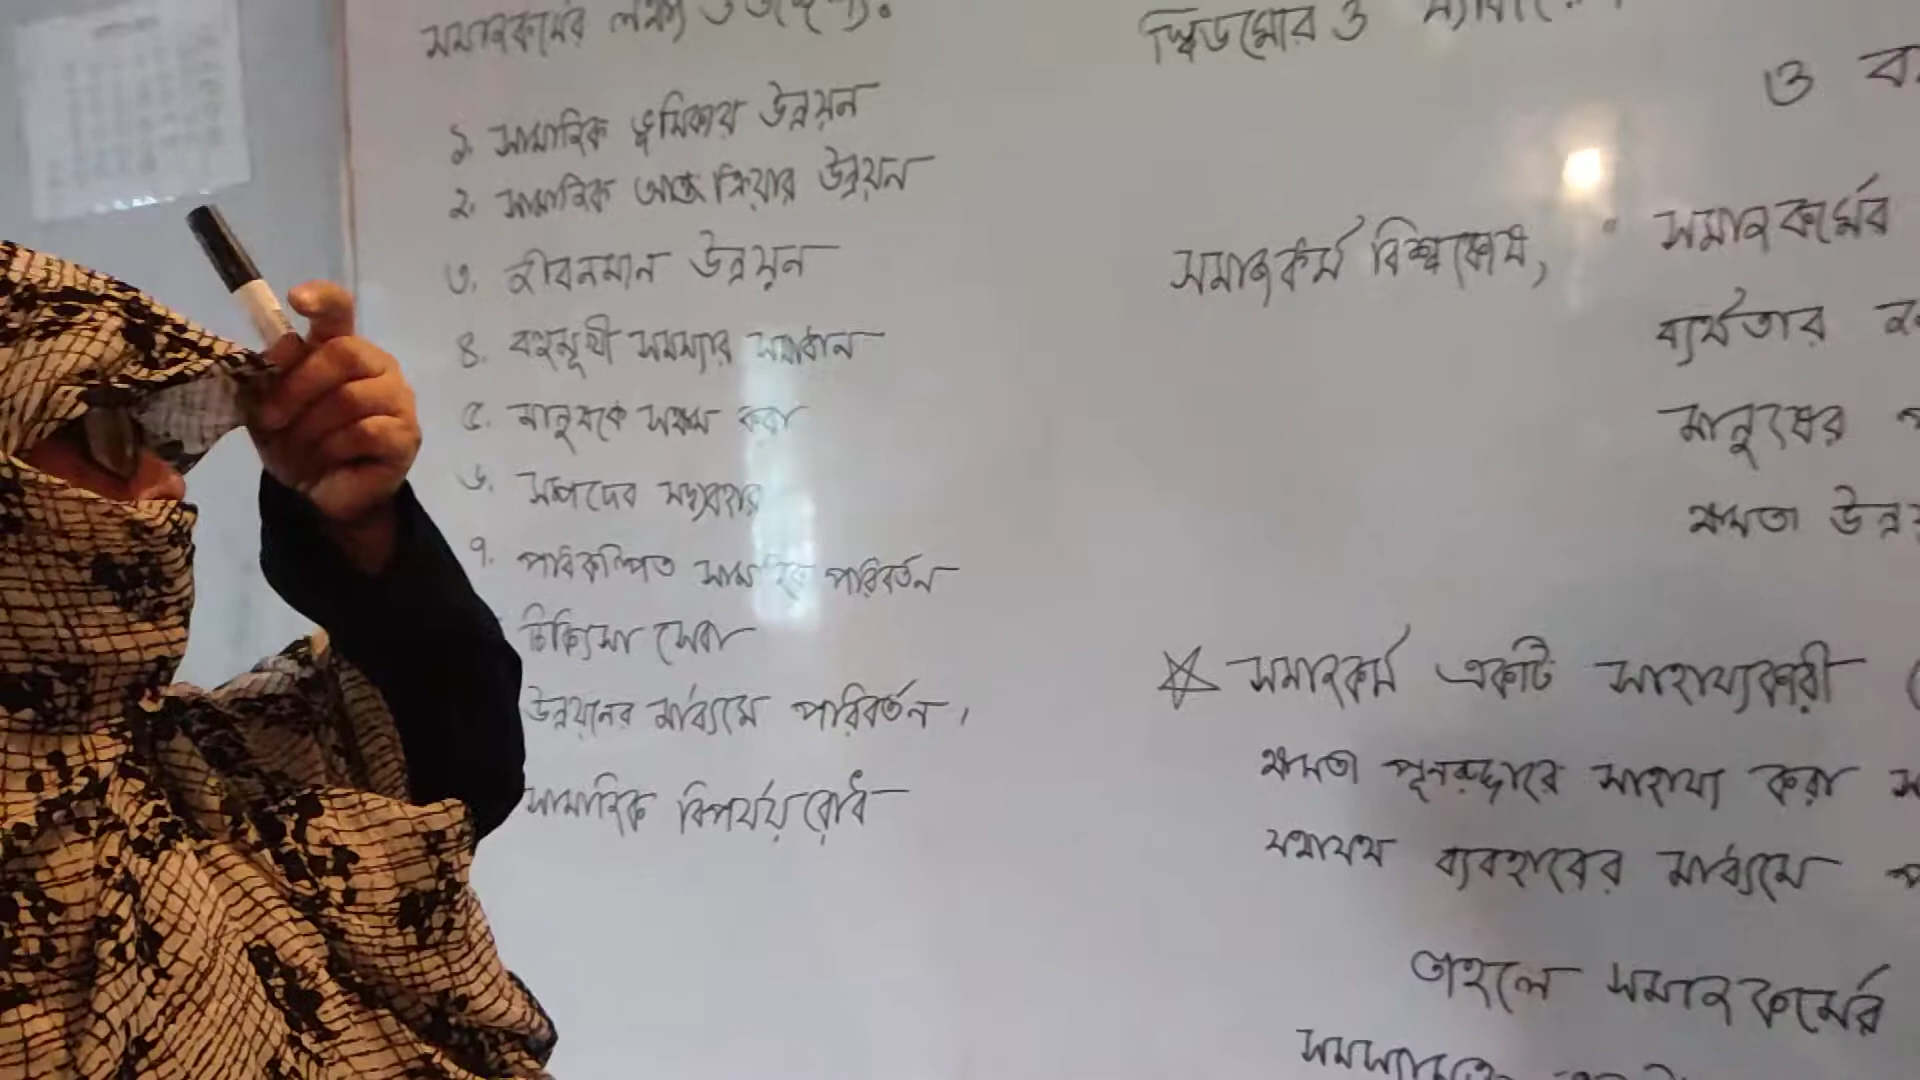 সমাজকর্মের লক্ষ্য ও উদ্দেশ্য:
১. সামাজিক ভূমিকার উন্নয়ন
২. সামাজিক আন্তক্রিয়ার উন্নয়ন
৩. জীবনমান উন্নয়ন
৪. বহুমূখী সমস্যার সমাধান
৫. মানুষকে সক্ষম করা
৬. সম্পদের সদ্ব্যবহার
৭. পরিকল্পিত সামাজিক পরিবর্তন
চিকিৎসা সেবা
উন্নয়নের মাধ্যমে পরিবর্তন।
সামাজিক বিপর্যয় রোধ
স্কিডমোর ও
ও
সমাজকর্ম বিশ্বকোষ, সমাজকর্মের
ব্যর্থতার
মানুষের
ক্ষমতা
সমাজকর্ম একটি সাহায্যকারী
ক্ষমতা পুনরুদ্ধারে সাহায্য করা
যথাযথ ব্যবহারের মাধ্যমে
তাহলে সমাজকর্মের